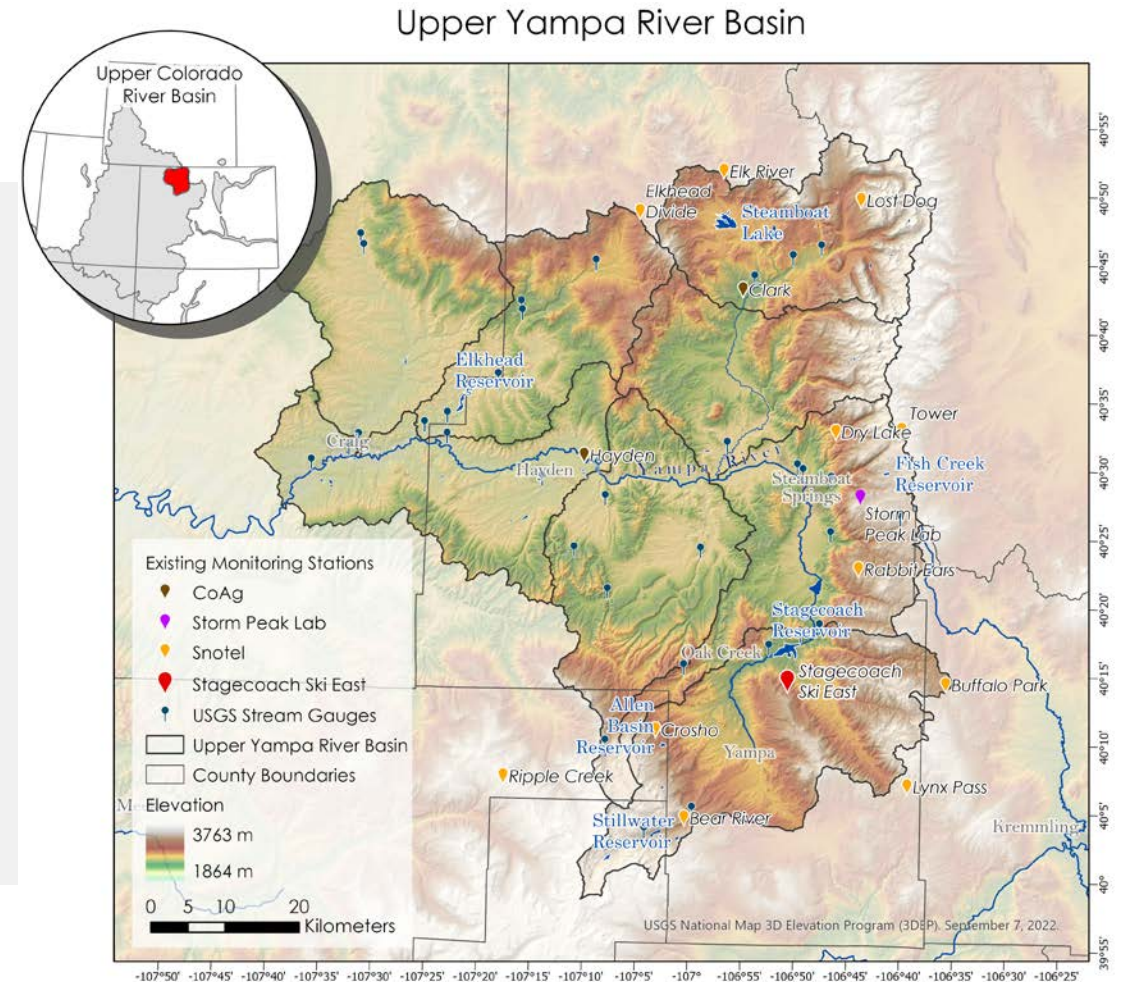 Upper Yampa River Basin
Upper Colorado
River Basin
Elk River
Elkhead
Divide
Lost Dog
Steamboat
Lake
Clark
Elkhead
Reservoir
Tower
Dry Lake
Craig
Hayden
Hayden
Yampa River
Fish Creek
Reservoir
Steamboat
Springs
Storm
Peak Lab
Rabbit Ears
Stagecoach
Reservoir
Oak Creek
Stagecoach
Ski East
Buffalo Park
Allen
Basin
Reservoir
Crosho
Yampa
Ripple Creek
Lynx Pass
Bear River
Stillwater
Reservoir
Kremmling
Existing Monitoring Stations
CoAg
Storm Peak Lab
Snotel
Stagecoach Ski East
USGS Stream Gauges
Upper Yampa River Basin
County Boundaries
Elevation
3763 m
1864 m
0 5 10 20
Kilometers
USGS National Map 3D Elevation Program (3DEP). September 7, 2022.
40°55'
40°50'
40°45'
40°40'
40°35'
40°30'
40°25'
40°20'
40°15'
40°10'
40°5'
40°
39°55'
-107°50' -107°45' -107°40' -107°35' -107°30' -107°25' -107°20' -107°15' -107°10' -107°5' -107° -106°55' -106°50' -106°45' -106°40' -106°35' -106°30' -106°25'